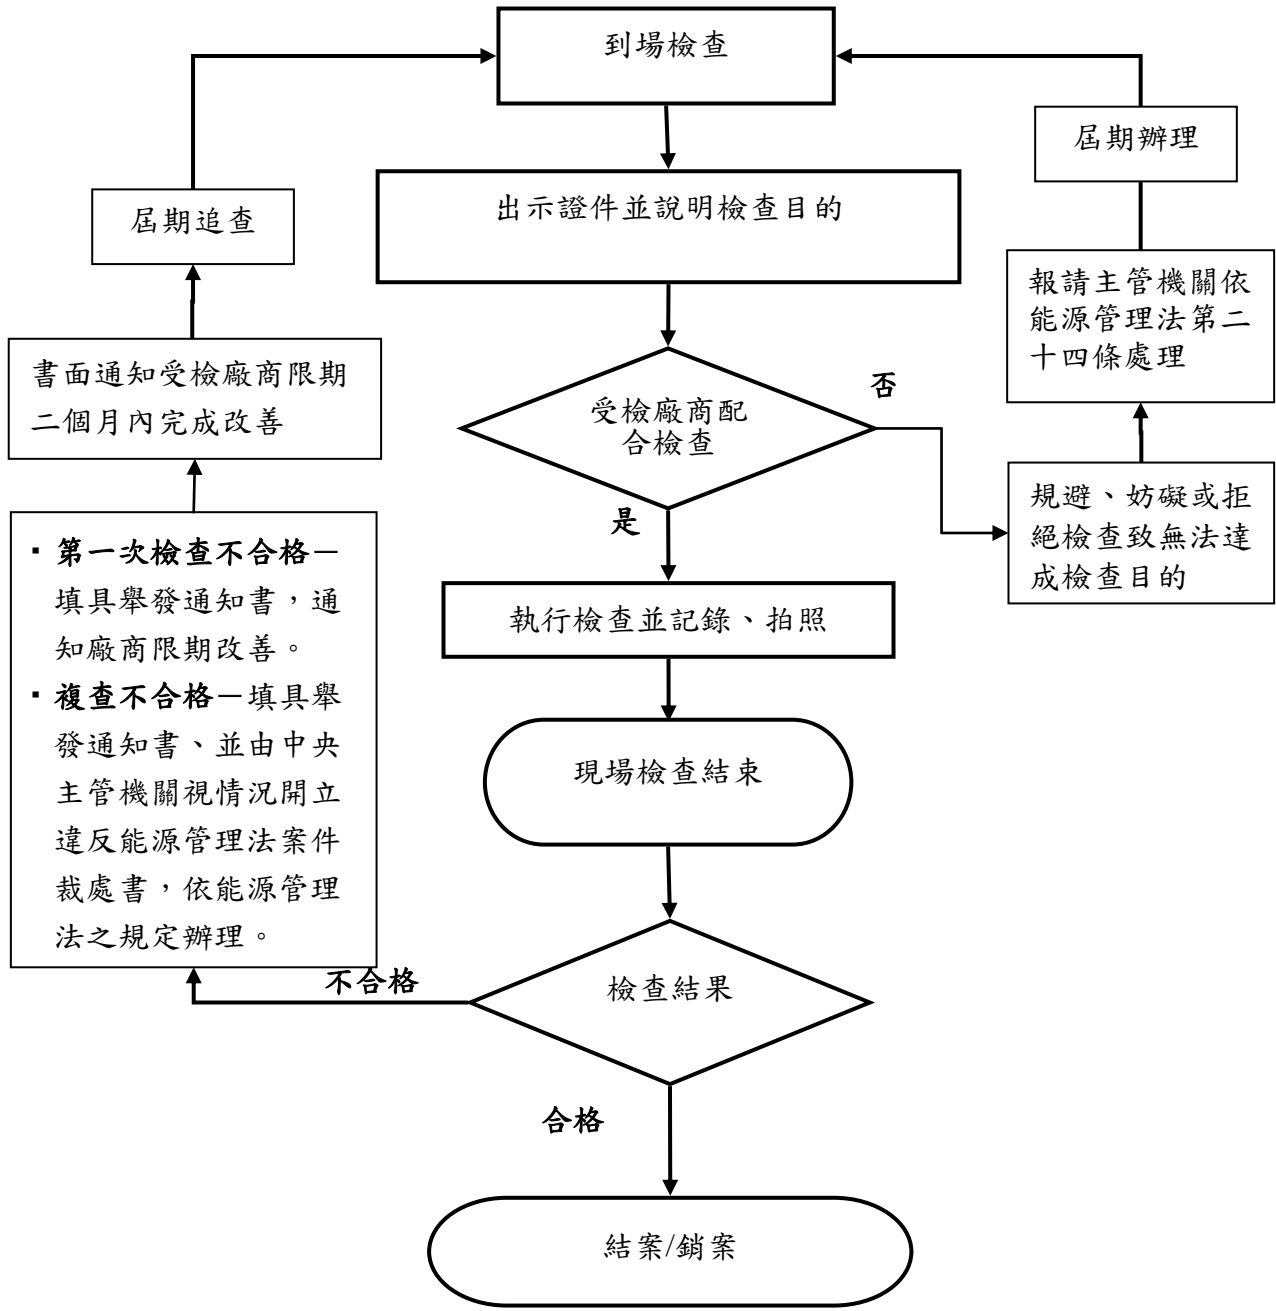 到場檢查
屆期辦理
出示證件並說明檢查目的
屆期追查
報請主管機關依
能源管理法第二
十四條處理
書面通知受檢廠商限期
二個月內完成改善
否
受檢廠商配
合檢查
規避、妨礙或拒
絕檢查致無法達
成檢查目的
是
▪ 第一次檢查不合格－
填具舉發通知書，通
知廠商限期改善。
▪ 複查不合格－填具舉
發通知書、並由中央
主管機關視情況開立
違反能源管理法案件
裁處書，依能源管理
法之規定辦理。
執行檢查並記錄、拍照
現場檢查結束
不合格
檢查結果
合格
結案/銷案